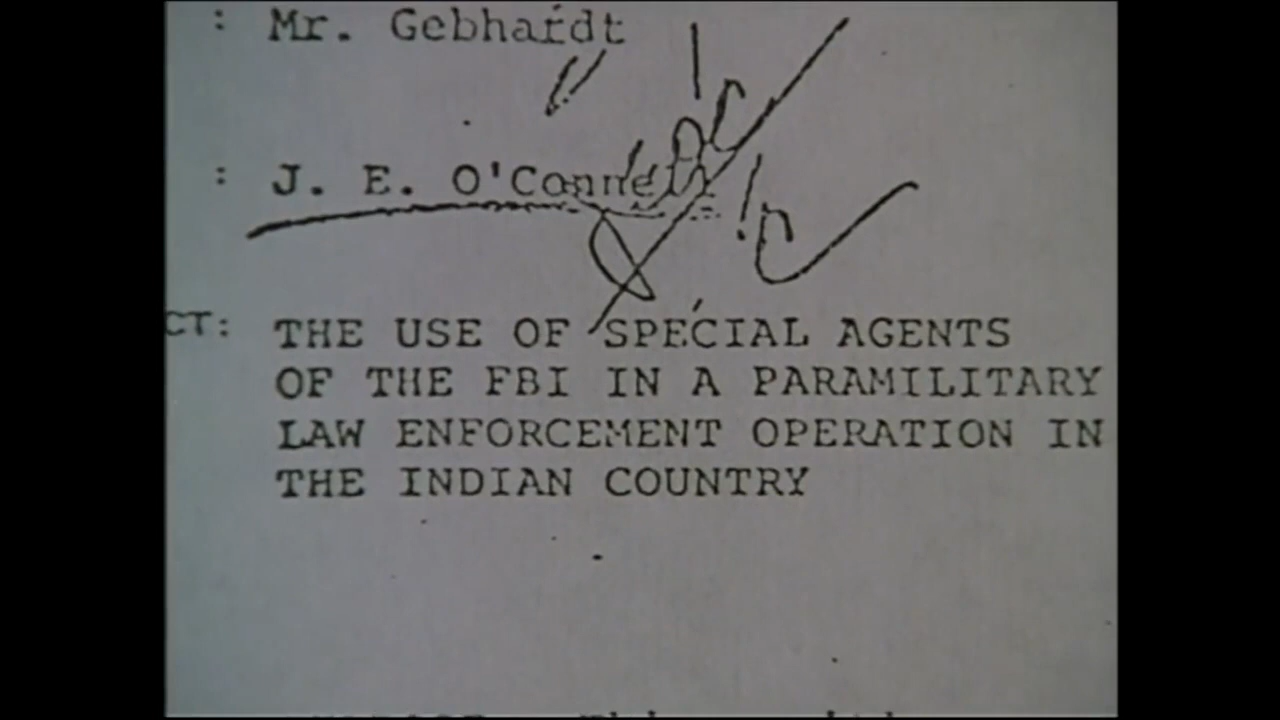 : Mr. Gebhardt
: J. E. O'Connell
CT: THE USE OF SPECIAL AGENTS
OF THE FBI IN A PARAMILITARY
LAW ENFORCEMENT OPERATION IN
THE INDIAN COUNTRY